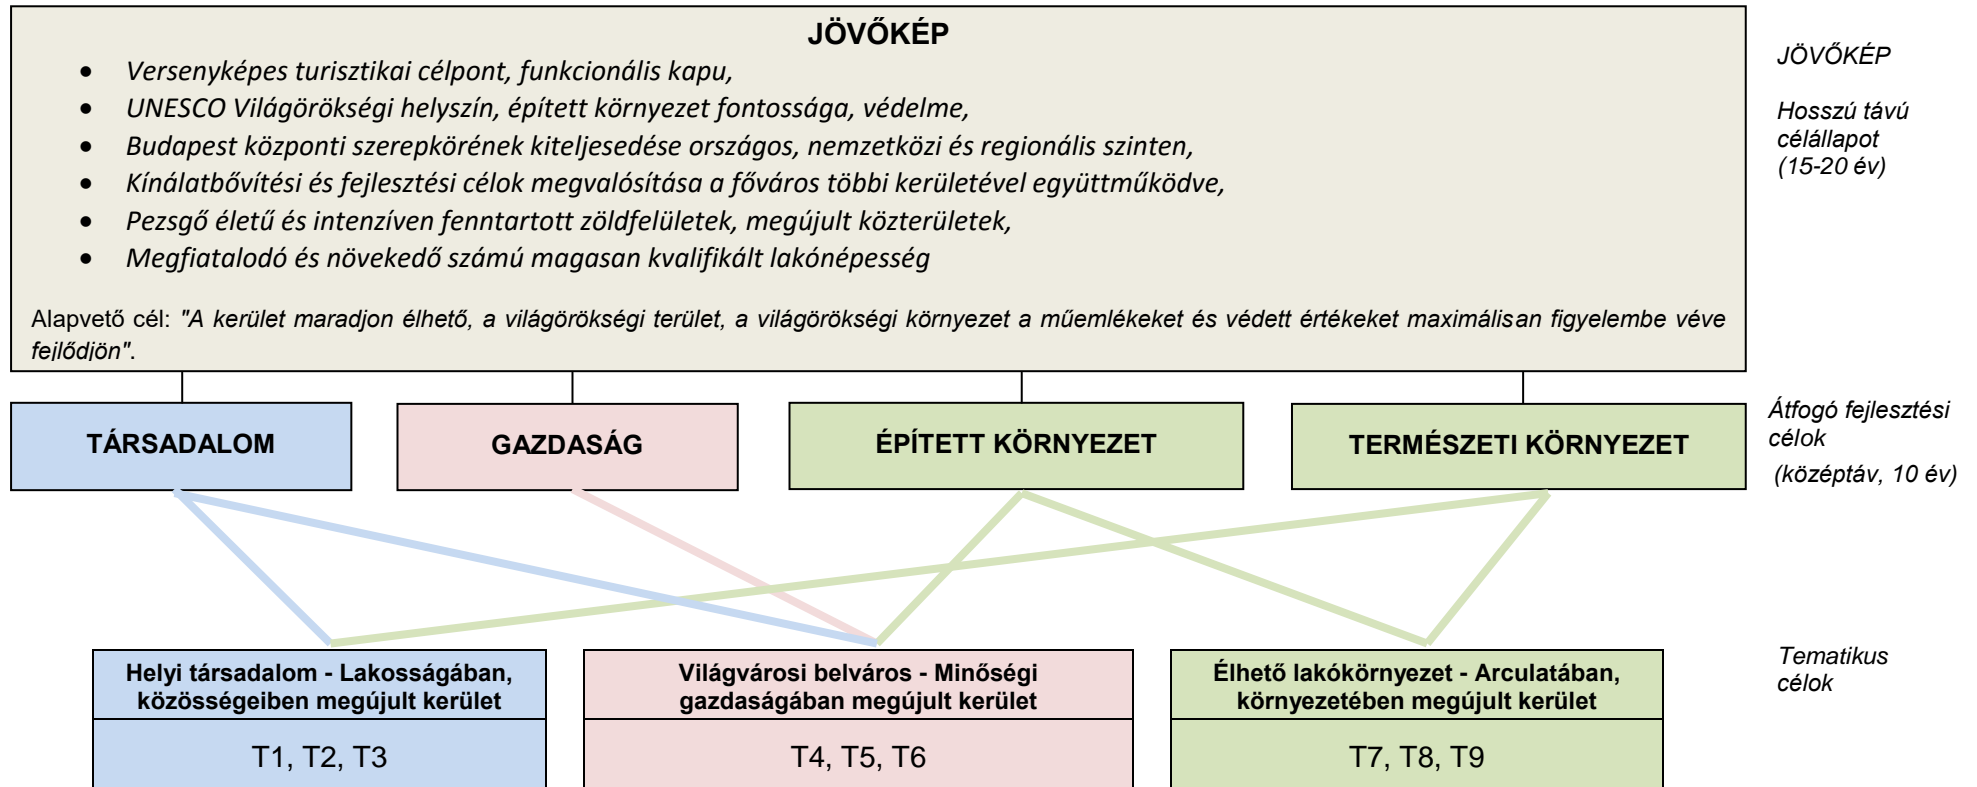 JÖVŐKÉP
• Versenyképes turisztikai célpont, funkcionális kapu,
• UNESCO Világörökségi helyszín, épített környezet fontossága, védelme,
• Budapest központi szerepkörének kiteljesedése országos, nemzetközi és regionális szinten,
• Kínálatbővítési és fejlesztési célok megvalósítása a főváros többi kerületével együttműködve,
• Pezsgő életű és intenzíven fenntartott zöldfelületek, megújult közterületek,
• Megfiatalodó és növekedő számú magasan kvalifikált lakónépesség
Alapvető cél: "A kerület maradjon élhető, a világörökségi terület, a világörökségi környezet a műemlékeket és védett értékeket maximálisan figyelembe véve
fejlődjön".
JÖVŐKÉP
Hosszú távú
célállapot
(15-20 év)
TÁRSADALOM
GAZDASÁG
ÉPÍTETT KÖRNYEZET
TERMÉSZETI KÖRNYEZET
Átfogó fejlesztési
célok
(középtáv, 10 év)
Helyi társadalom - Lakosságában,
közösségeiben megújult kerület
T1, T2, T3
Világvárosi belváros - Minőségi
gazdaságában megújult kerület
T4, T5, T6
Élhető lakókörnyezet - Arculatában,
környezetében megújult kerület
T7, T8, T9
Tematikus
célok